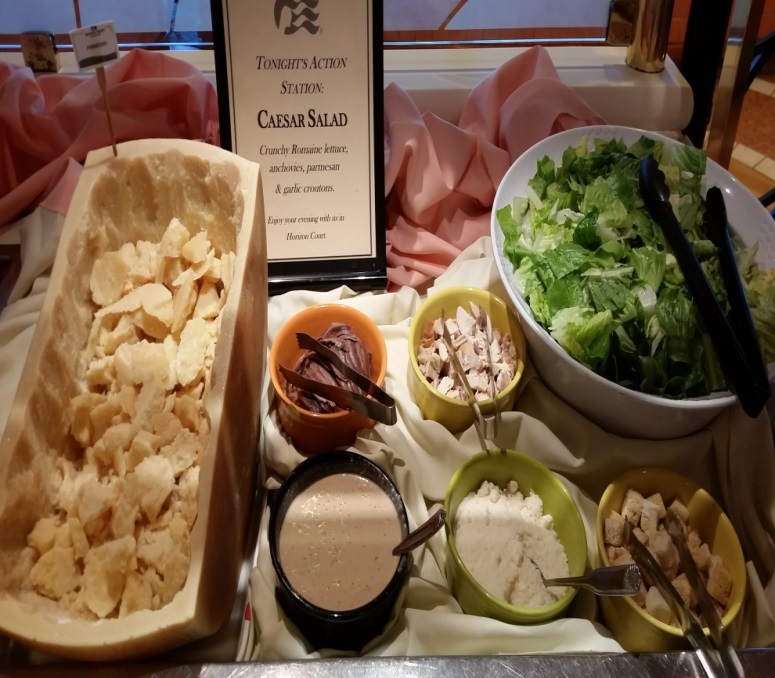 TONIGHT'S ACTION
STATION:
CAESAR SALAD
Crunchy Romaine lettuce,
anchovies, parmesan
& garlic croutons.
Enjoy your evening with us in
Horizon Court.